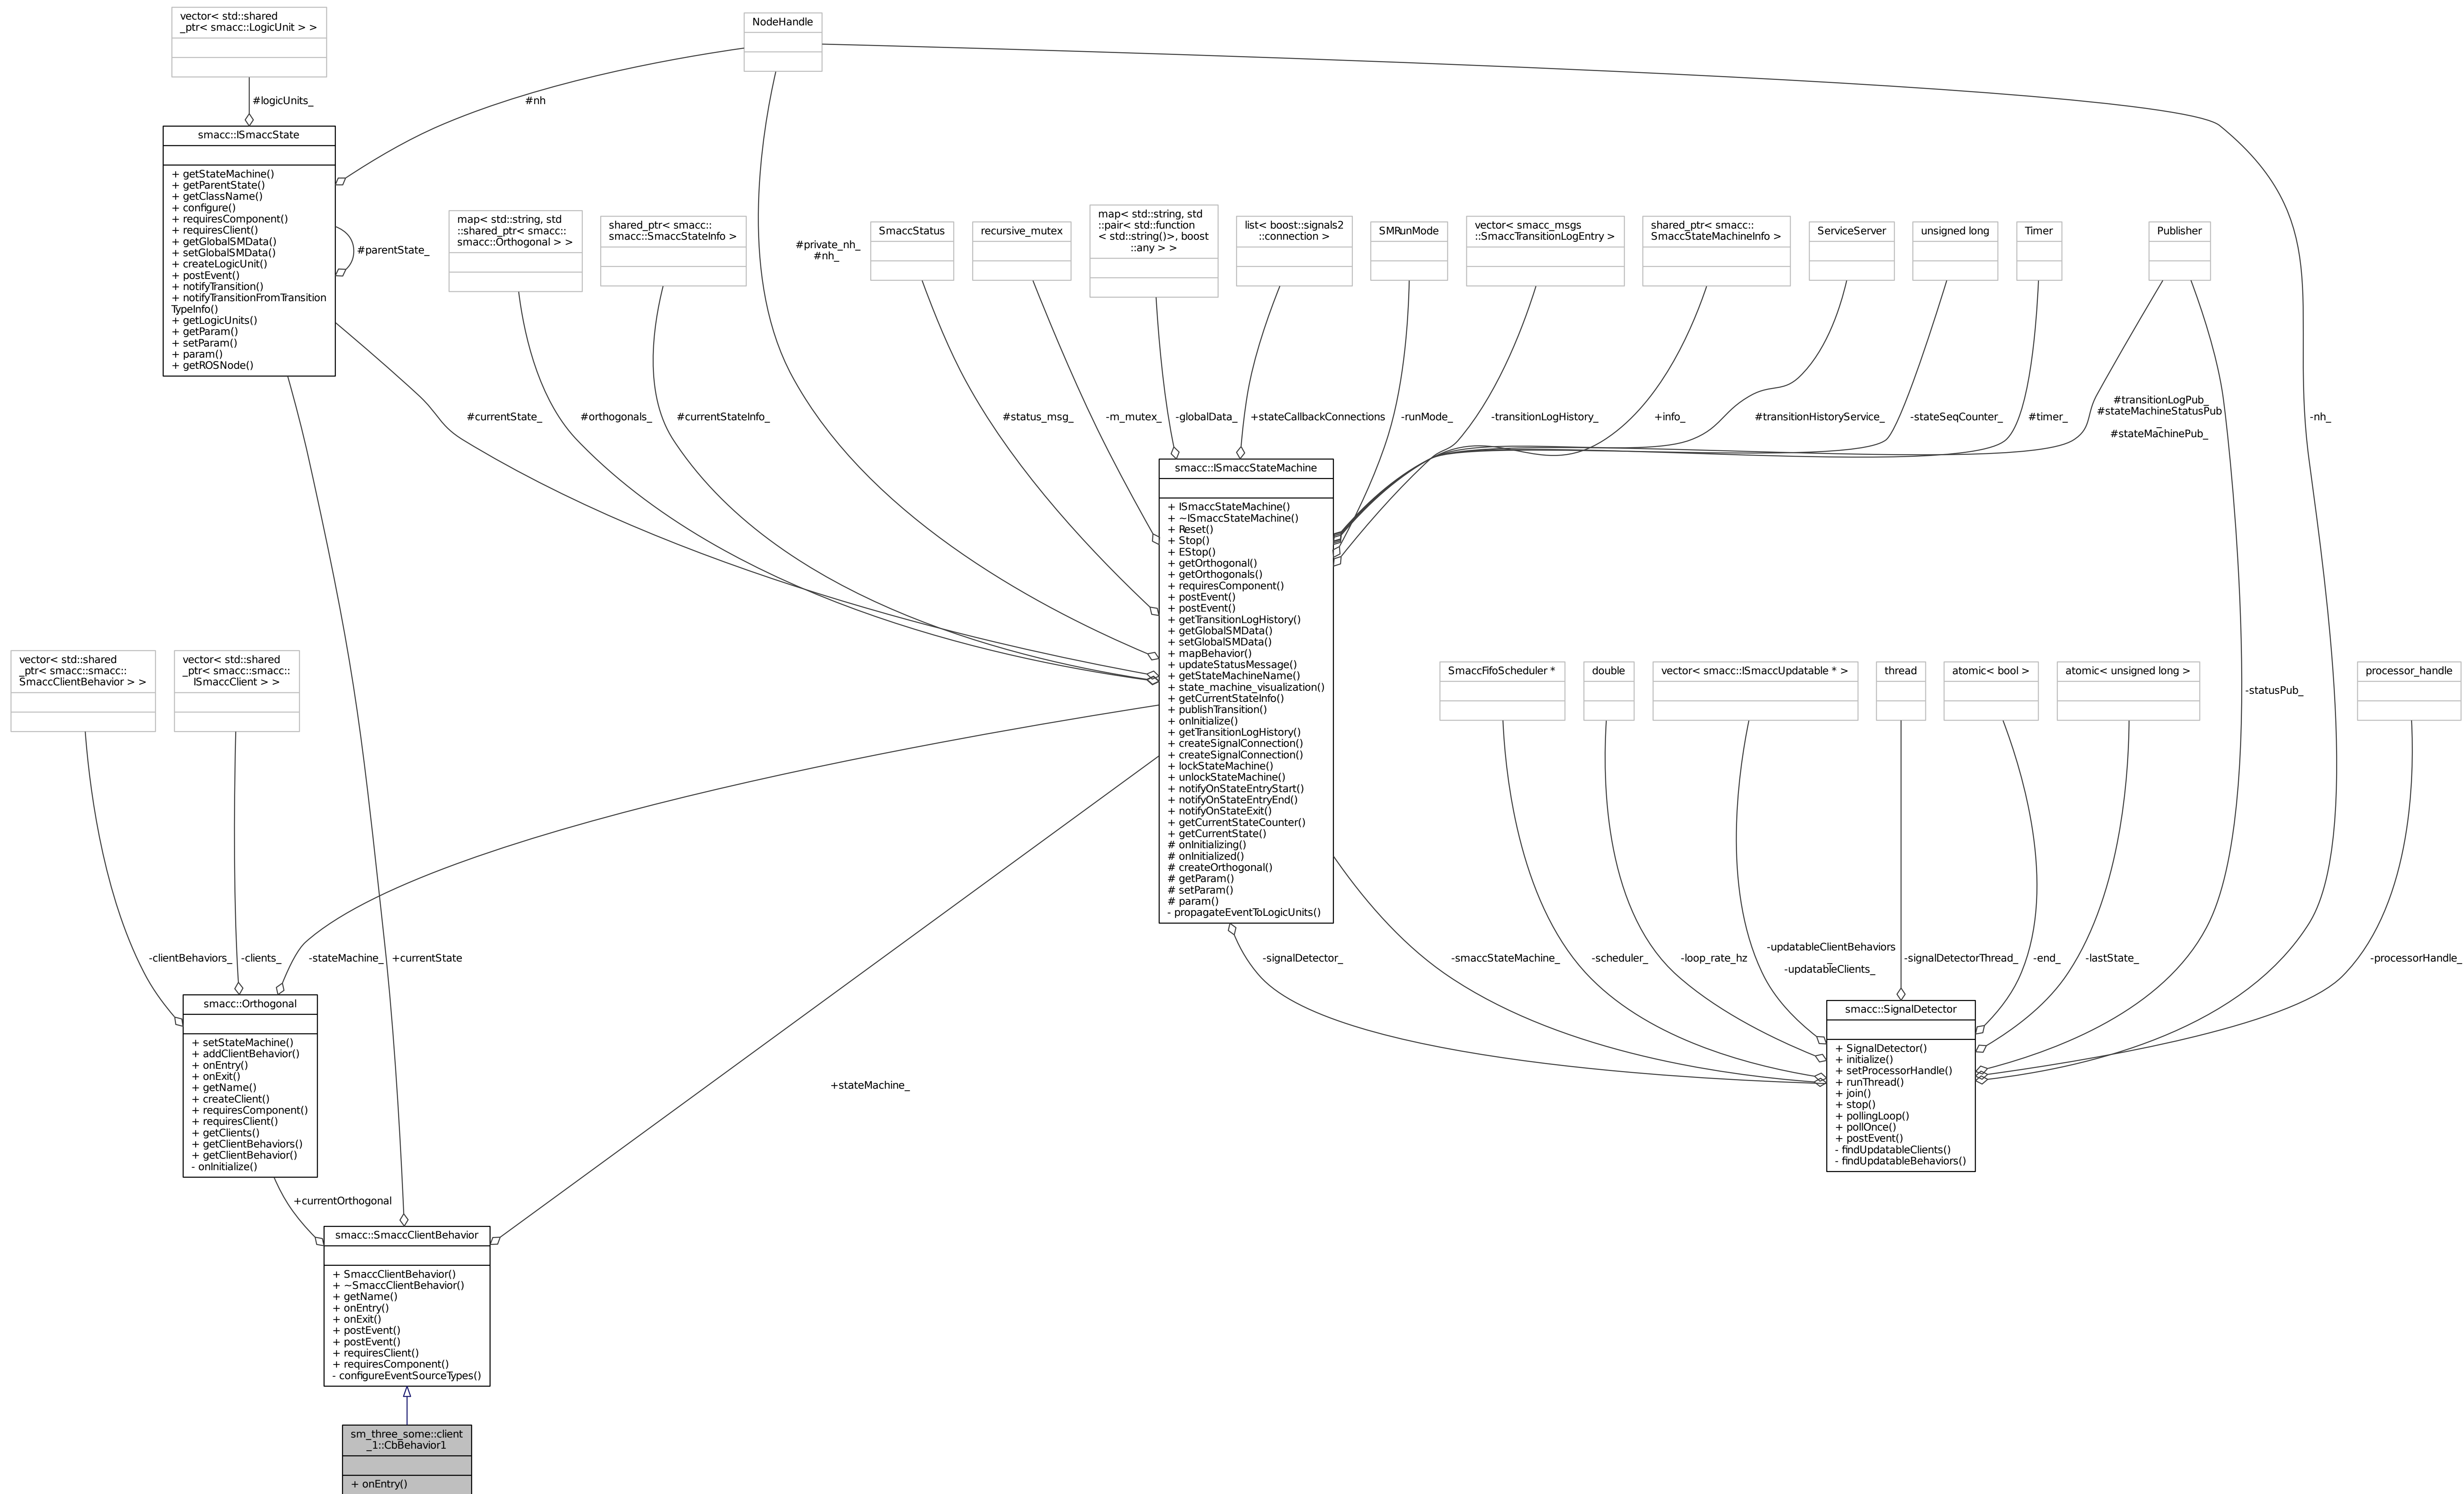 vector< std::shared
_ptr< smacc::LogicUnit > >
NodeHandle
#logicUnits_
#nh
smacc::ISmaccState
+ getStateMachine()
+ getParentState()
+ getClassName()
+ configure()
+ requiresComponent()
+ requiresClient()
+ getGlobalSMData()
+ setGlobalSMData()
+ createLogicUnit()
+ postEvent()
+ notifyTransition()
+ notifyTransitionFromTransition
TypeInfo()
+ getLogicUnits()
+ getParam()
+ setParam()
+ param()
+ getROSNode()
#parentState_
map< std::string, std
::shared_ptr< smacc::
smacc::Orthogonal > >
shared_ptr< smacc::
smacc::SmaccStateInfo >
#private_nh_
#nh_
SmaccStatus
recursive_mutex
map< std::string, std
::pair< std::function
< std::string()>, boost
::any > >
list< boost::signals2
::connection >
SMRunMode
vector< smacc_msgs
::SmaccTransitionLogEntry >
shared_ptr< smacc::
SmaccStateMachineInfo >
ServiceServer
unsigned long
Timer
Publisher
#currentState_
#orthogonals_
#currentStateInfo_
#status_msg_
-m_mutex_
-globalData_
+stateCallbackConnections
-runMode_
-transitionLogHistory_
+info_
#transitionHistoryService_
-stateSeqCounter_
#timer_
#transitionLogPub_
#stateMachineStatusPub
_
#stateMachinePub_
-nh_
smacc::ISmaccStateMachine
+ ISmaccStateMachine()
+ ~ISmaccStateMachine()
+ Reset()
+ Stop()
+ EStop()
+ getOrthogonal()
+ getOrthogonals()
+ requiresComponent()
+ postEvent()
+ postEvent()
+ getTransitionLogHistory()
+ getGlobalSMData()
+ setGlobalSMData()
+ mapBehavior()
+ updateStatusMessage()
+ getStateMachineName()
+ state_machine_visualization()
+ getCurrentStateInfo()
+ publishTransition()
+ onInitialize()
+ getTransitionLogHistory()
+ createSignalConnection()
+ createSignalConnection()
+ lockStateMachine()
+ unlockStateMachine()
+ notifyOnStateEntryStart()
+ notifyOnStateEntryEnd()
+ notifyOnStateExit()
+ getCurrentStateCounter()
+ getCurrentState()
# onInitializing()
# onInitialized()
# createOrthogonal()
# getParam()
# setParam()
# param()
- propagateEventToLogicUnits()
vector< std::shared
_ptr< smacc::smacc::
SmaccClientBehavior > >
vector< std::shared
_ptr< smacc::smacc::
ISmaccClient > >
SmaccFifoScheduler *
double
vector< smacc::ISmaccUpdatable * >
thread
atomic< bool >
atomic< unsigned long >
-statusPub_
processor_handle
-clientBehaviors_
-clients_
-stateMachine_
+currentState
-signalDetector_
-smaccStateMachine_
-scheduler_
-loop_rate_hz
-updatableClientBehaviors
_
-updatableClients_
-signalDetectorThread_
-end_
-lastState_
-processorHandle_
smacc::Orthogonal
+ setStateMachine()
+ addClientBehavior()
+ onEntry()
+ onExit()
+ getName()
+ createClient()
+ requiresComponent()
+ requiresClient()
+ getClients()
+ getClientBehaviors()
+ getClientBehavior()
- onInitialize()
+stateMachine_
smacc::SignalDetector
+ SignalDetector()
+ initialize()
+ setProcessorHandle()
+ runThread()
+ join()
+ stop()
+ pollingLoop()
+ pollOnce()
+ postEvent()
- findUpdatableClients()
- findUpdatableBehaviors()
+currentOrthogonal
smacc::SmaccClientBehavior
+ SmaccClientBehavior()
+ ~SmaccClientBehavior()
+ getName()
+ onEntry()
+ onExit()
+ postEvent()
+ postEvent()
+ requiresClient()
+ requiresComponent()
- configureEventSourceTypes()
sm_three_some::client
_1::CbBehavior1
+ onEntry()